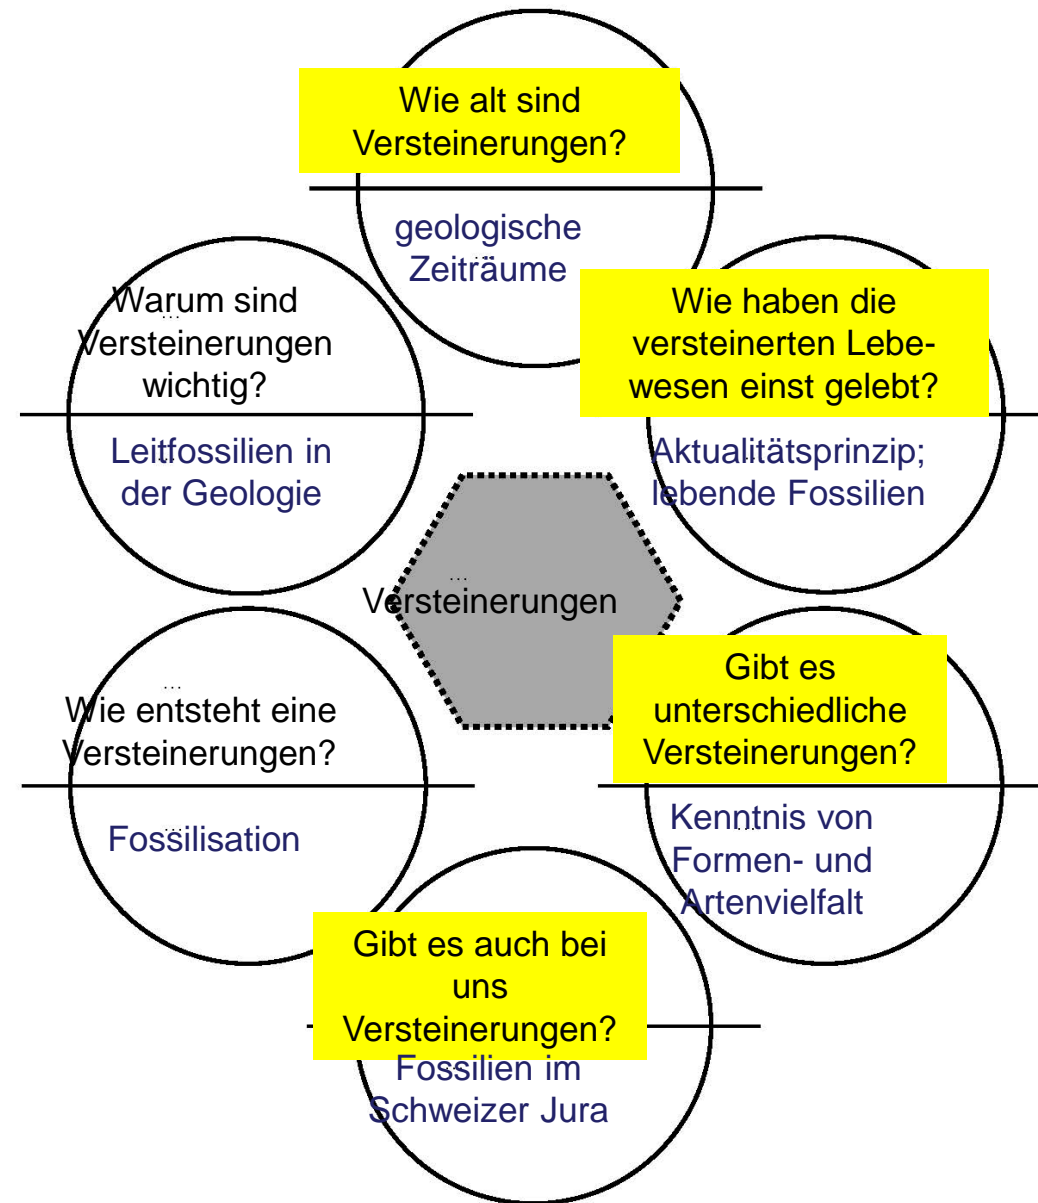 Wie alt sind
Versteinerungen?
geologische
Zeiträume
...
Warum sind
Versteinerungen
wichtig?
...
Leitfossilien in
der Geologie
...
Wie haben die
versteinerten Lebe-
wesen einst gelebt?
Aktualitätsprinzip;
lebende Fossilien
...
Versteinerungen
...
Wie entsteht eine
Versteinerungen?
...
Fossilisation
...
Gibt es
unterschiedliche
Versteinerungen?
Kenntnis von
Formen- und
Artenvielfalt
...
Gibt es auch bei
uns
Versteinerungen?
Fossilien im
Schweizer Jura
...